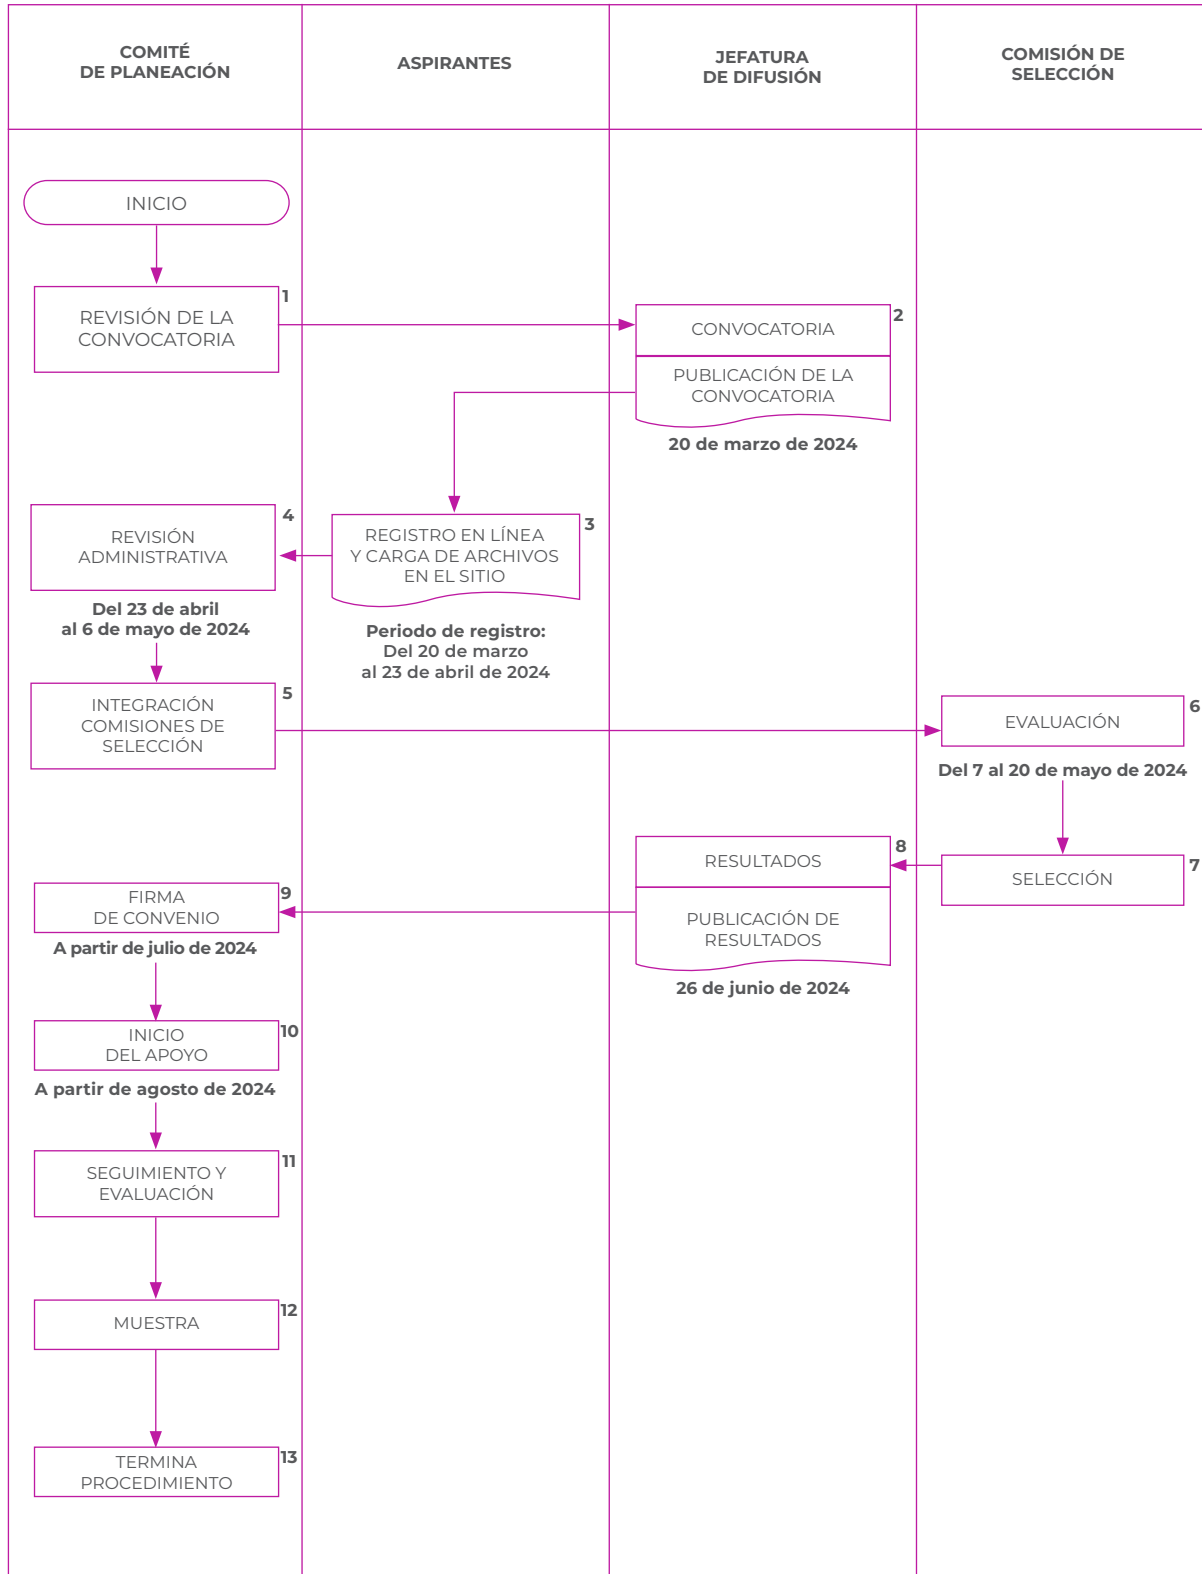 COMITÉ
DE PLANEACIÓN
ASPIRANTES
JEFATURA
DE DIFUSIÓN
COMISIÓN DE
SELECCIÓN
INICIO
1
REVISIÓN DE LA
CONVOCATORIA
2
CONVOCATORIA
PUBLICACIÓN DE LA
CONVOCATORIA
20 de marzo de 2024
3
REGISTRO EN LÍNEA
Y CARGA DE ARCHIVOS
EN EL SITIO
Periodo de registro:
Del 20 de marzo
al 23 de abril de 2024
4
REVISIÓN
ADMINISTRATIVA
Del 23 de abril
al 6 de mayo de 2024
5
INTEGRACIÓN
COMISIONES DE
SELECCIÓN
6
EVALUACIÓN
Del 7 al 20 de mayo de 2024
7
SELECCIÓN
8
RESULTADOS
PUBLICACIÓN DE
RESULTADOS
26 de junio de 2024
9
FIRMA
DE CONVENIO
A partir de julio de 2024
10
INICIO
DEL APOYO
A partir de agosto de 2024
11
SEGUIMIENTO Y
EVALUACIÓN
12
MUESTRA
13
TERMINA
PROCEDIMIENTO